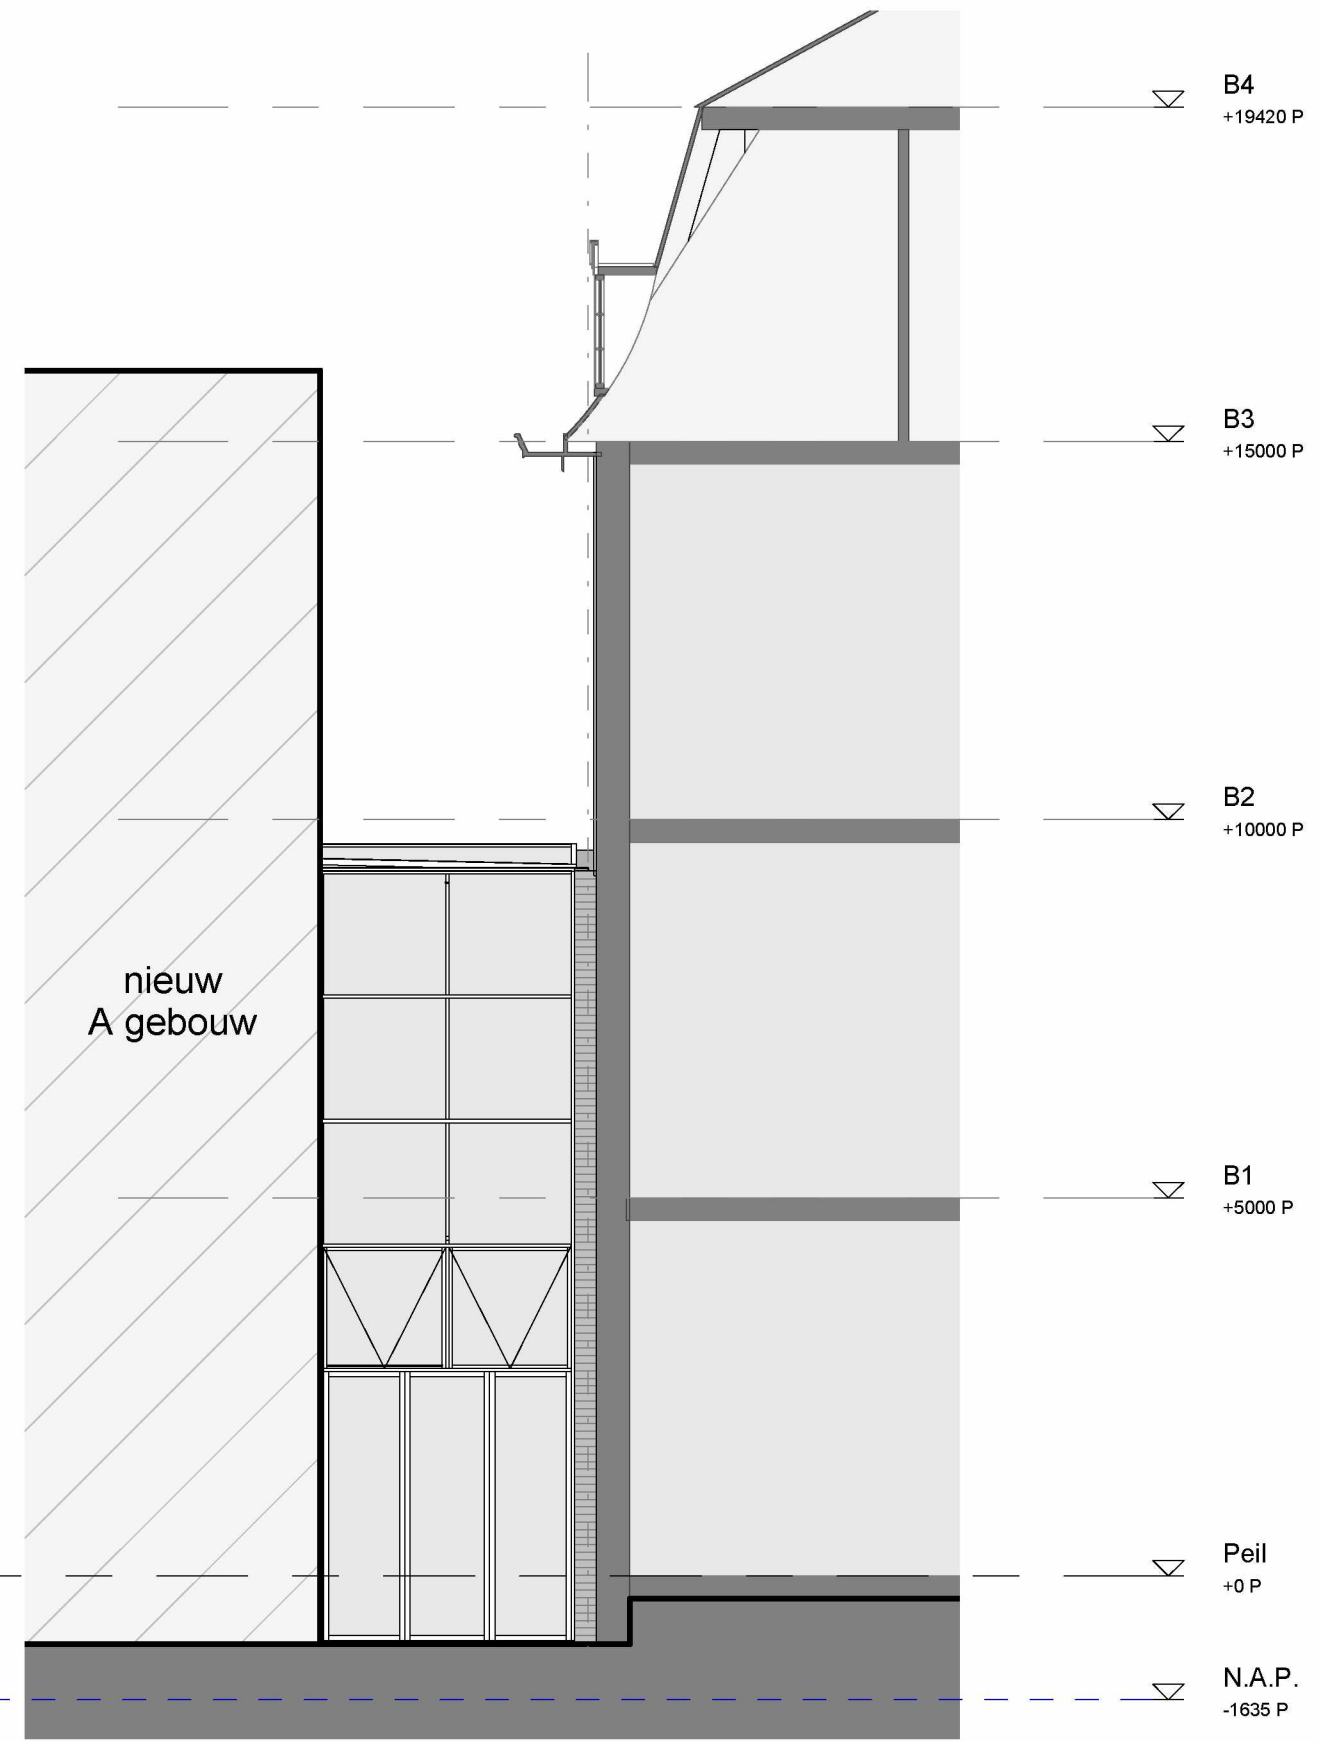 B4
+19420 P
B3
+15000 P
B2
+10000 P
nieuw
A gebouw
B1
+5000 P
Peil
+0 P
N.A.P.
-1635 P